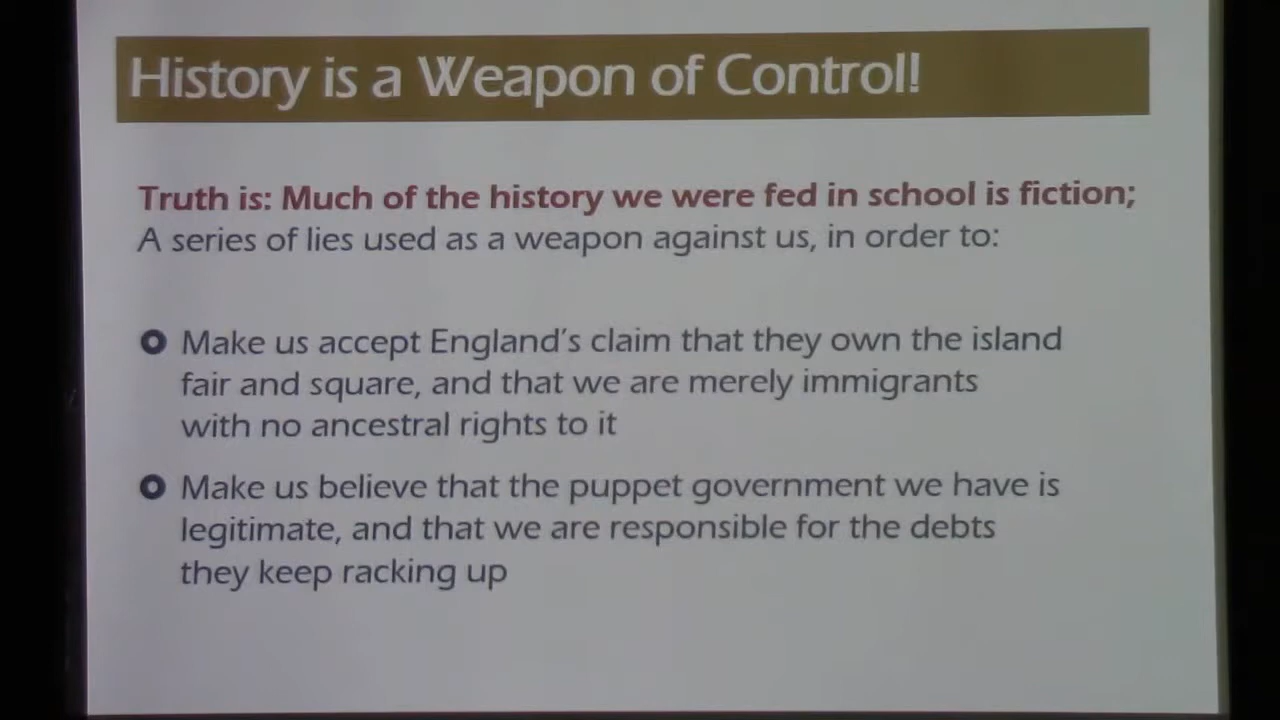 History is a Weapon of Control!
Truth is: Much of the history we were fed in school is fiction;
A series of lies used as a weapon against us, in order to:
Make us accept England's claim that they own the island
fair and square, and that we are merely immigrants
with no ancestral rights to it
Make us believe that the puppet government we have is
legitimate, and that we are responsible for the debts
they keep racking up